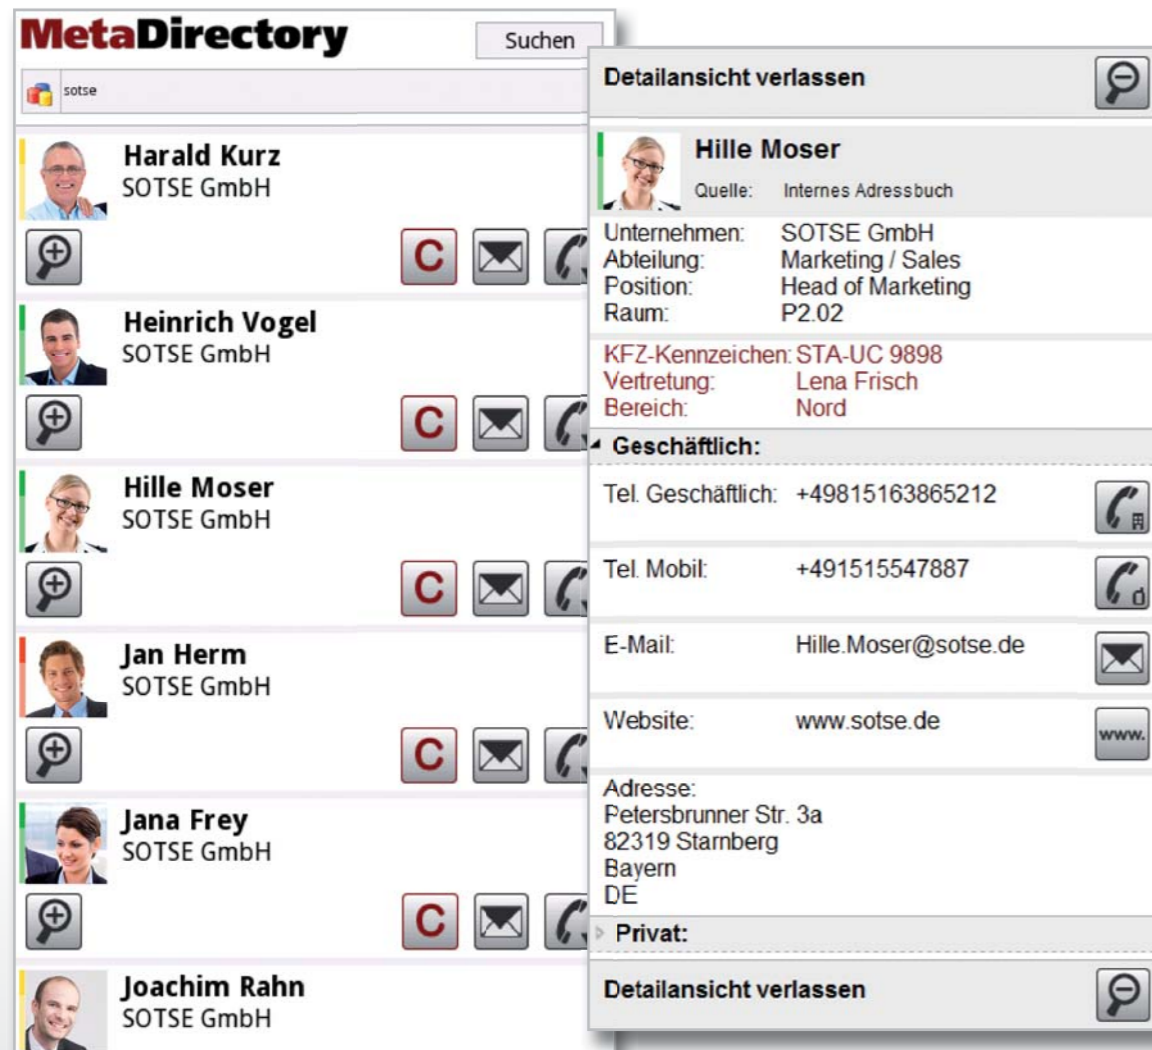 MetaDirectory
Suchen
sotse
Harald Kurz
SOTSE GmbH
C
Heinrich Vogel
SOTSE GmbH
C
Hille Moser
SOTSE GmbH
C
Jan Herm
SOTSE GmbH
C
Jana Frey
SOTSE GmbH
C
Joachim Rahn
SOTSE GmbH
Detailansicht verlassen
Hille Moser
Quelle: Internes Adressbuch
Unternehmen: SOTSE GmbH
Abteilung: Marketing / Sales
Position: Head of Marketing
Raum: P2.02
KFZ-Kennzeichen: STA-UC 9898
Vertretung: Lena Frisch
Bereich: Nord
Geschäftlich:
Tel. Geschäftlich: +49815163865212
Tel. Mobil: +491515547887
E-Mail: Hille.Moser@sotse.de
Website: www.sotse.de
www.
Adresse:
Petersbrunner Str. 3a
82319 Starnberg
Bayern
DE
Privat:
Detailansicht verlassen